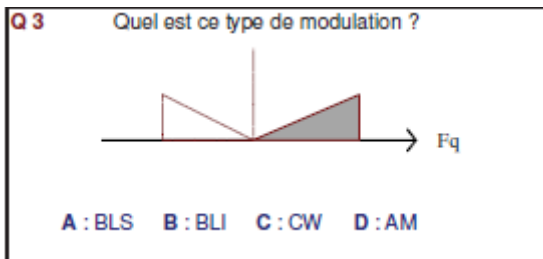 Q 3 Quel est ce type de modulation ?
Fq
A : BLS B : BLI C : CW D : AM